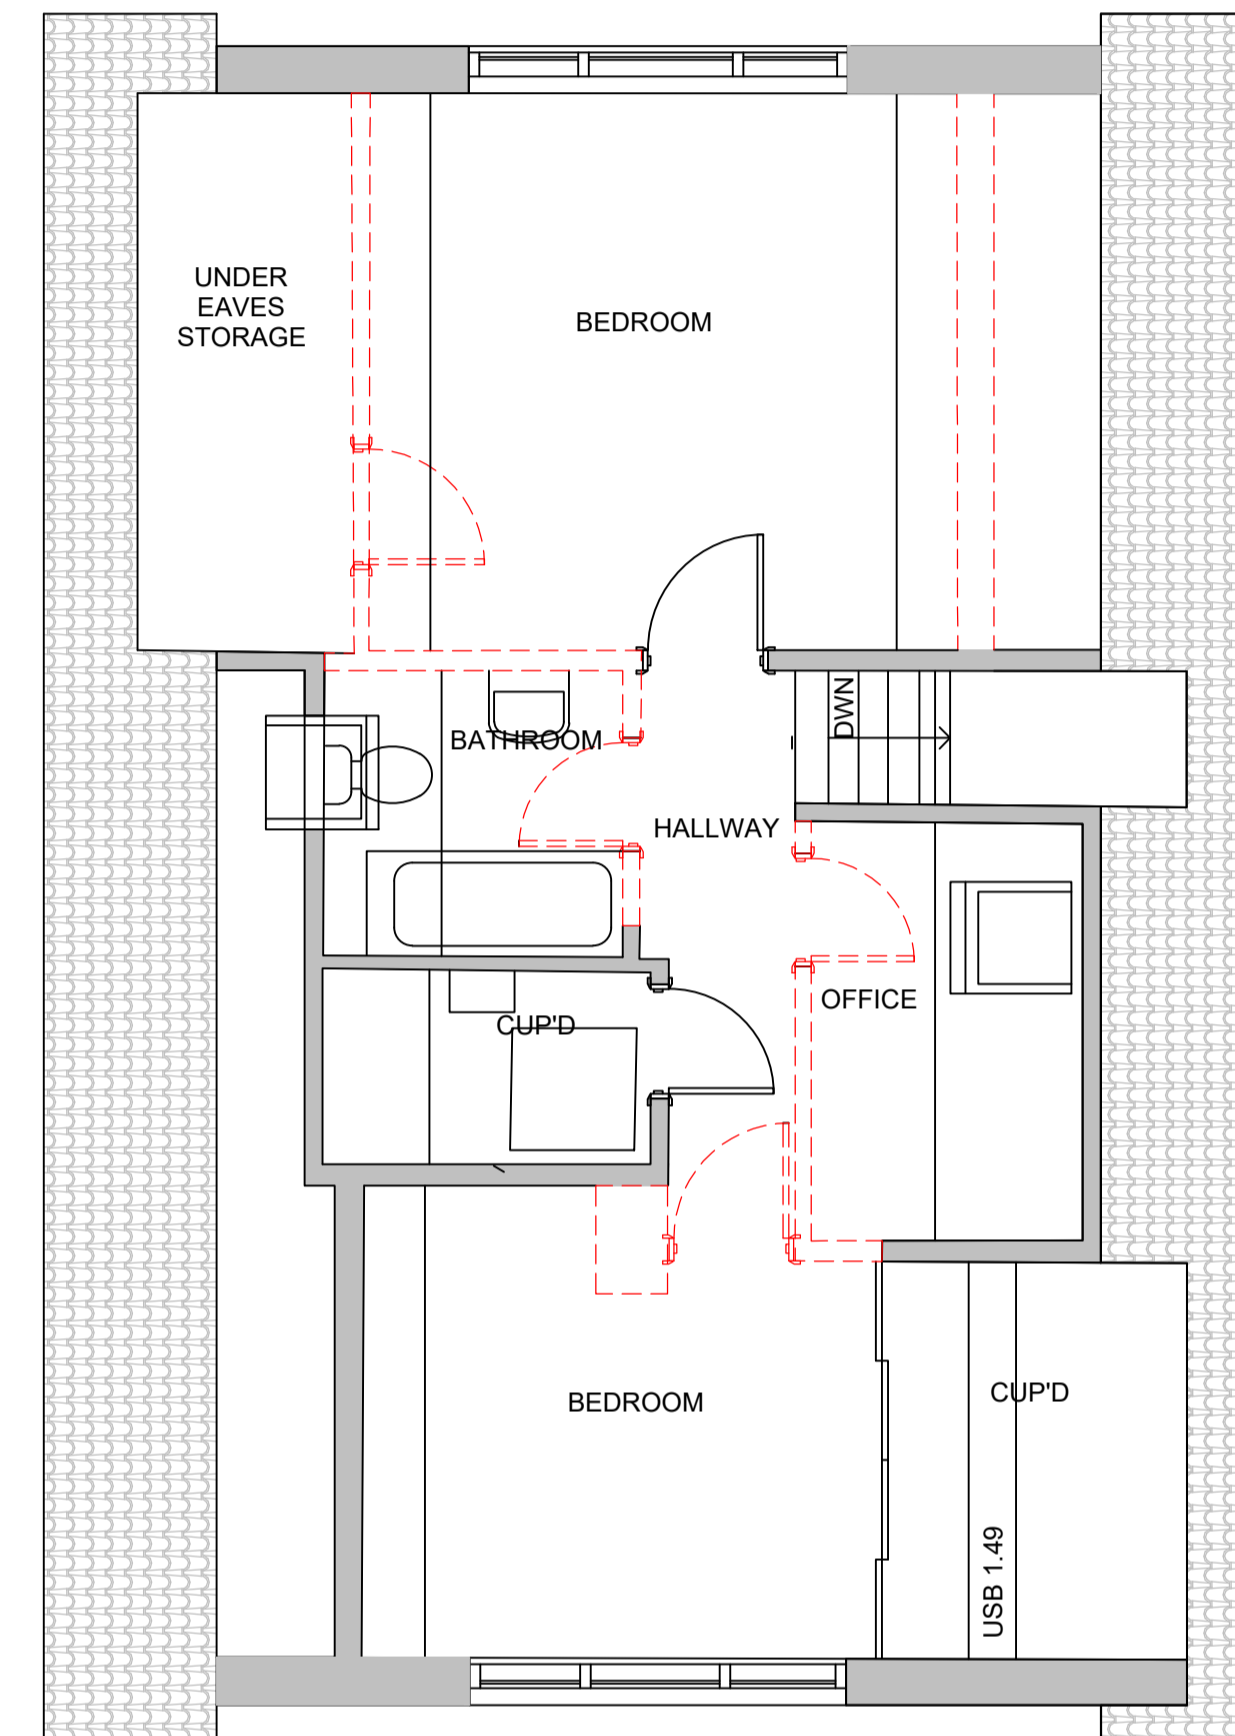 UNDER
EAVES
STORAGE
BEDROOM
DWN
BATHROOM
HALLWAY
OFFICE
CUP'D
BEDROOM
CUP'D
USB 1.49